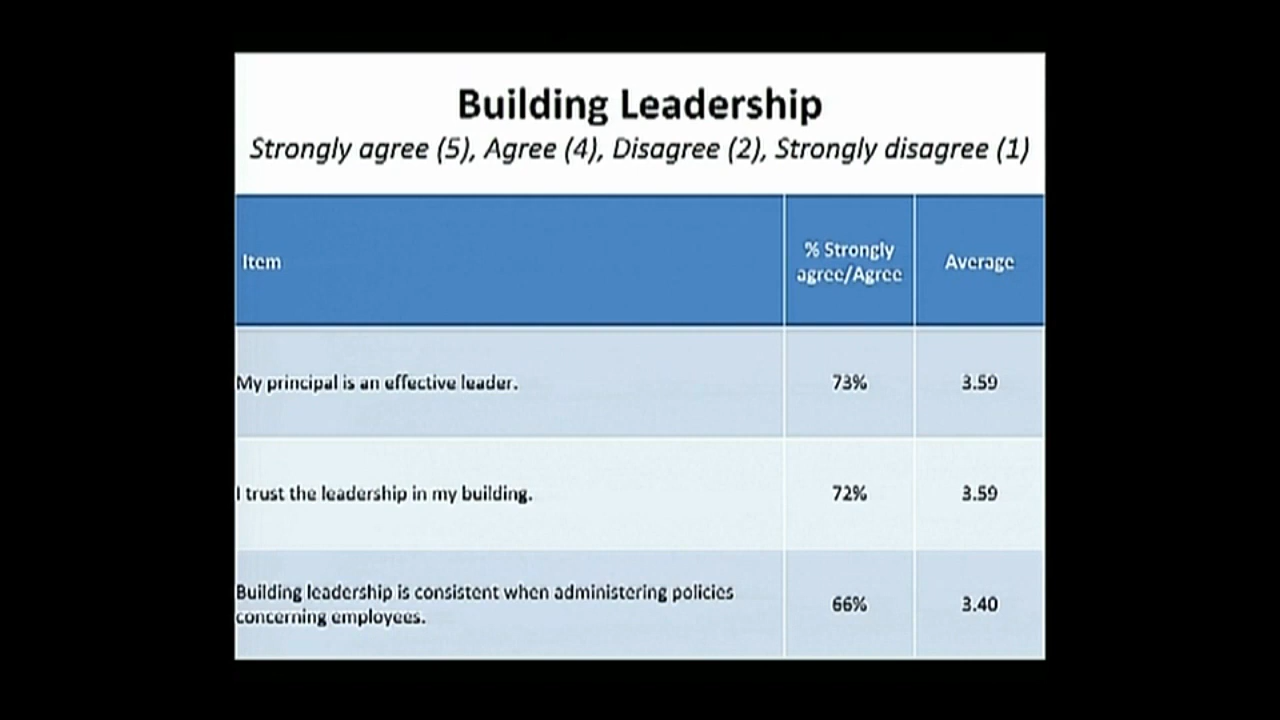 Building Leadership
Strongly agree (5), Agree (4), Disagree (2), Strongly disagree (1)
Item
% Strongly
agree/Agree
Average
My principal is an effective leader.
73%
3.59
I trust the leadership in my building.
72%
3.59
Building leadership is consistent when administering policies
concerning employees.
66%
3.40